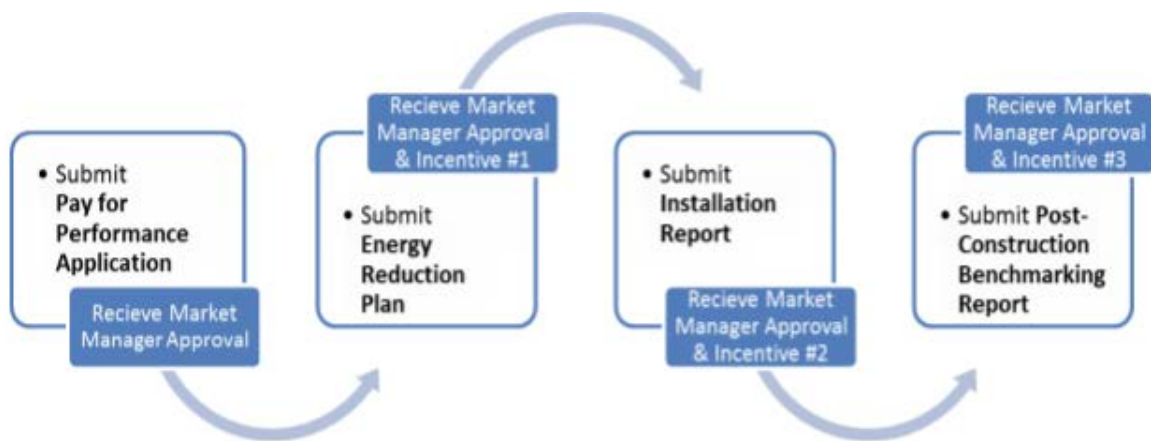 • Submit
Pay for
Performance
Application
Recieve Market
Manager Approval
Recieve Market
Manager Approval
& Incentive #1
• Submit
Energy
Reduction
Plan
• Submit
Installation
Report
Recieve Market
Manager Approval
& Incentive #2
Recieve Market
Manager Approval
& Incentive #3
• Submit Post-
Construction
Benchmarking
Report